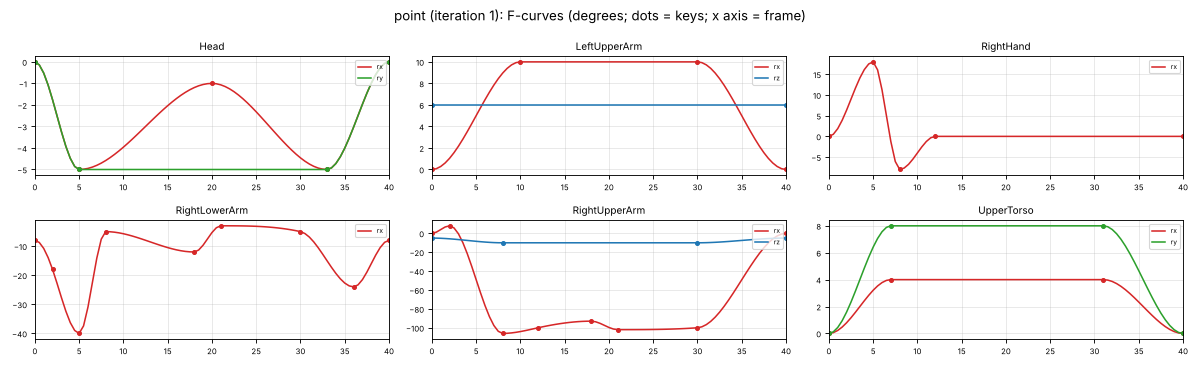 point (iteration 1): F-curves (degrees; dots = keys; x axis = frame)
Head
0
−1
−2
−3
−4
−5
0 5 10 15 20 25 30 35 40
rx
ry
LeftUpperArm
10
8
6
4
2
0
0 5 10 15 20 25 30 35 40
rx
rz
RightHand
15
10
5
0
−5
0 5 10 15 20 25 30 35 40
rx
RightLowerArm
−10
−20
−30
−40
0 5 10 15 20 25 30 35 40
rx
RightUpperArm
0
−20
−40
−60
−80
−100
0 5 10 15 20 25 30 35 40
rx
rz
UpperTorso
8
6
4
2
0
0 5 10 15 20 25 30 35 40
rx
ry